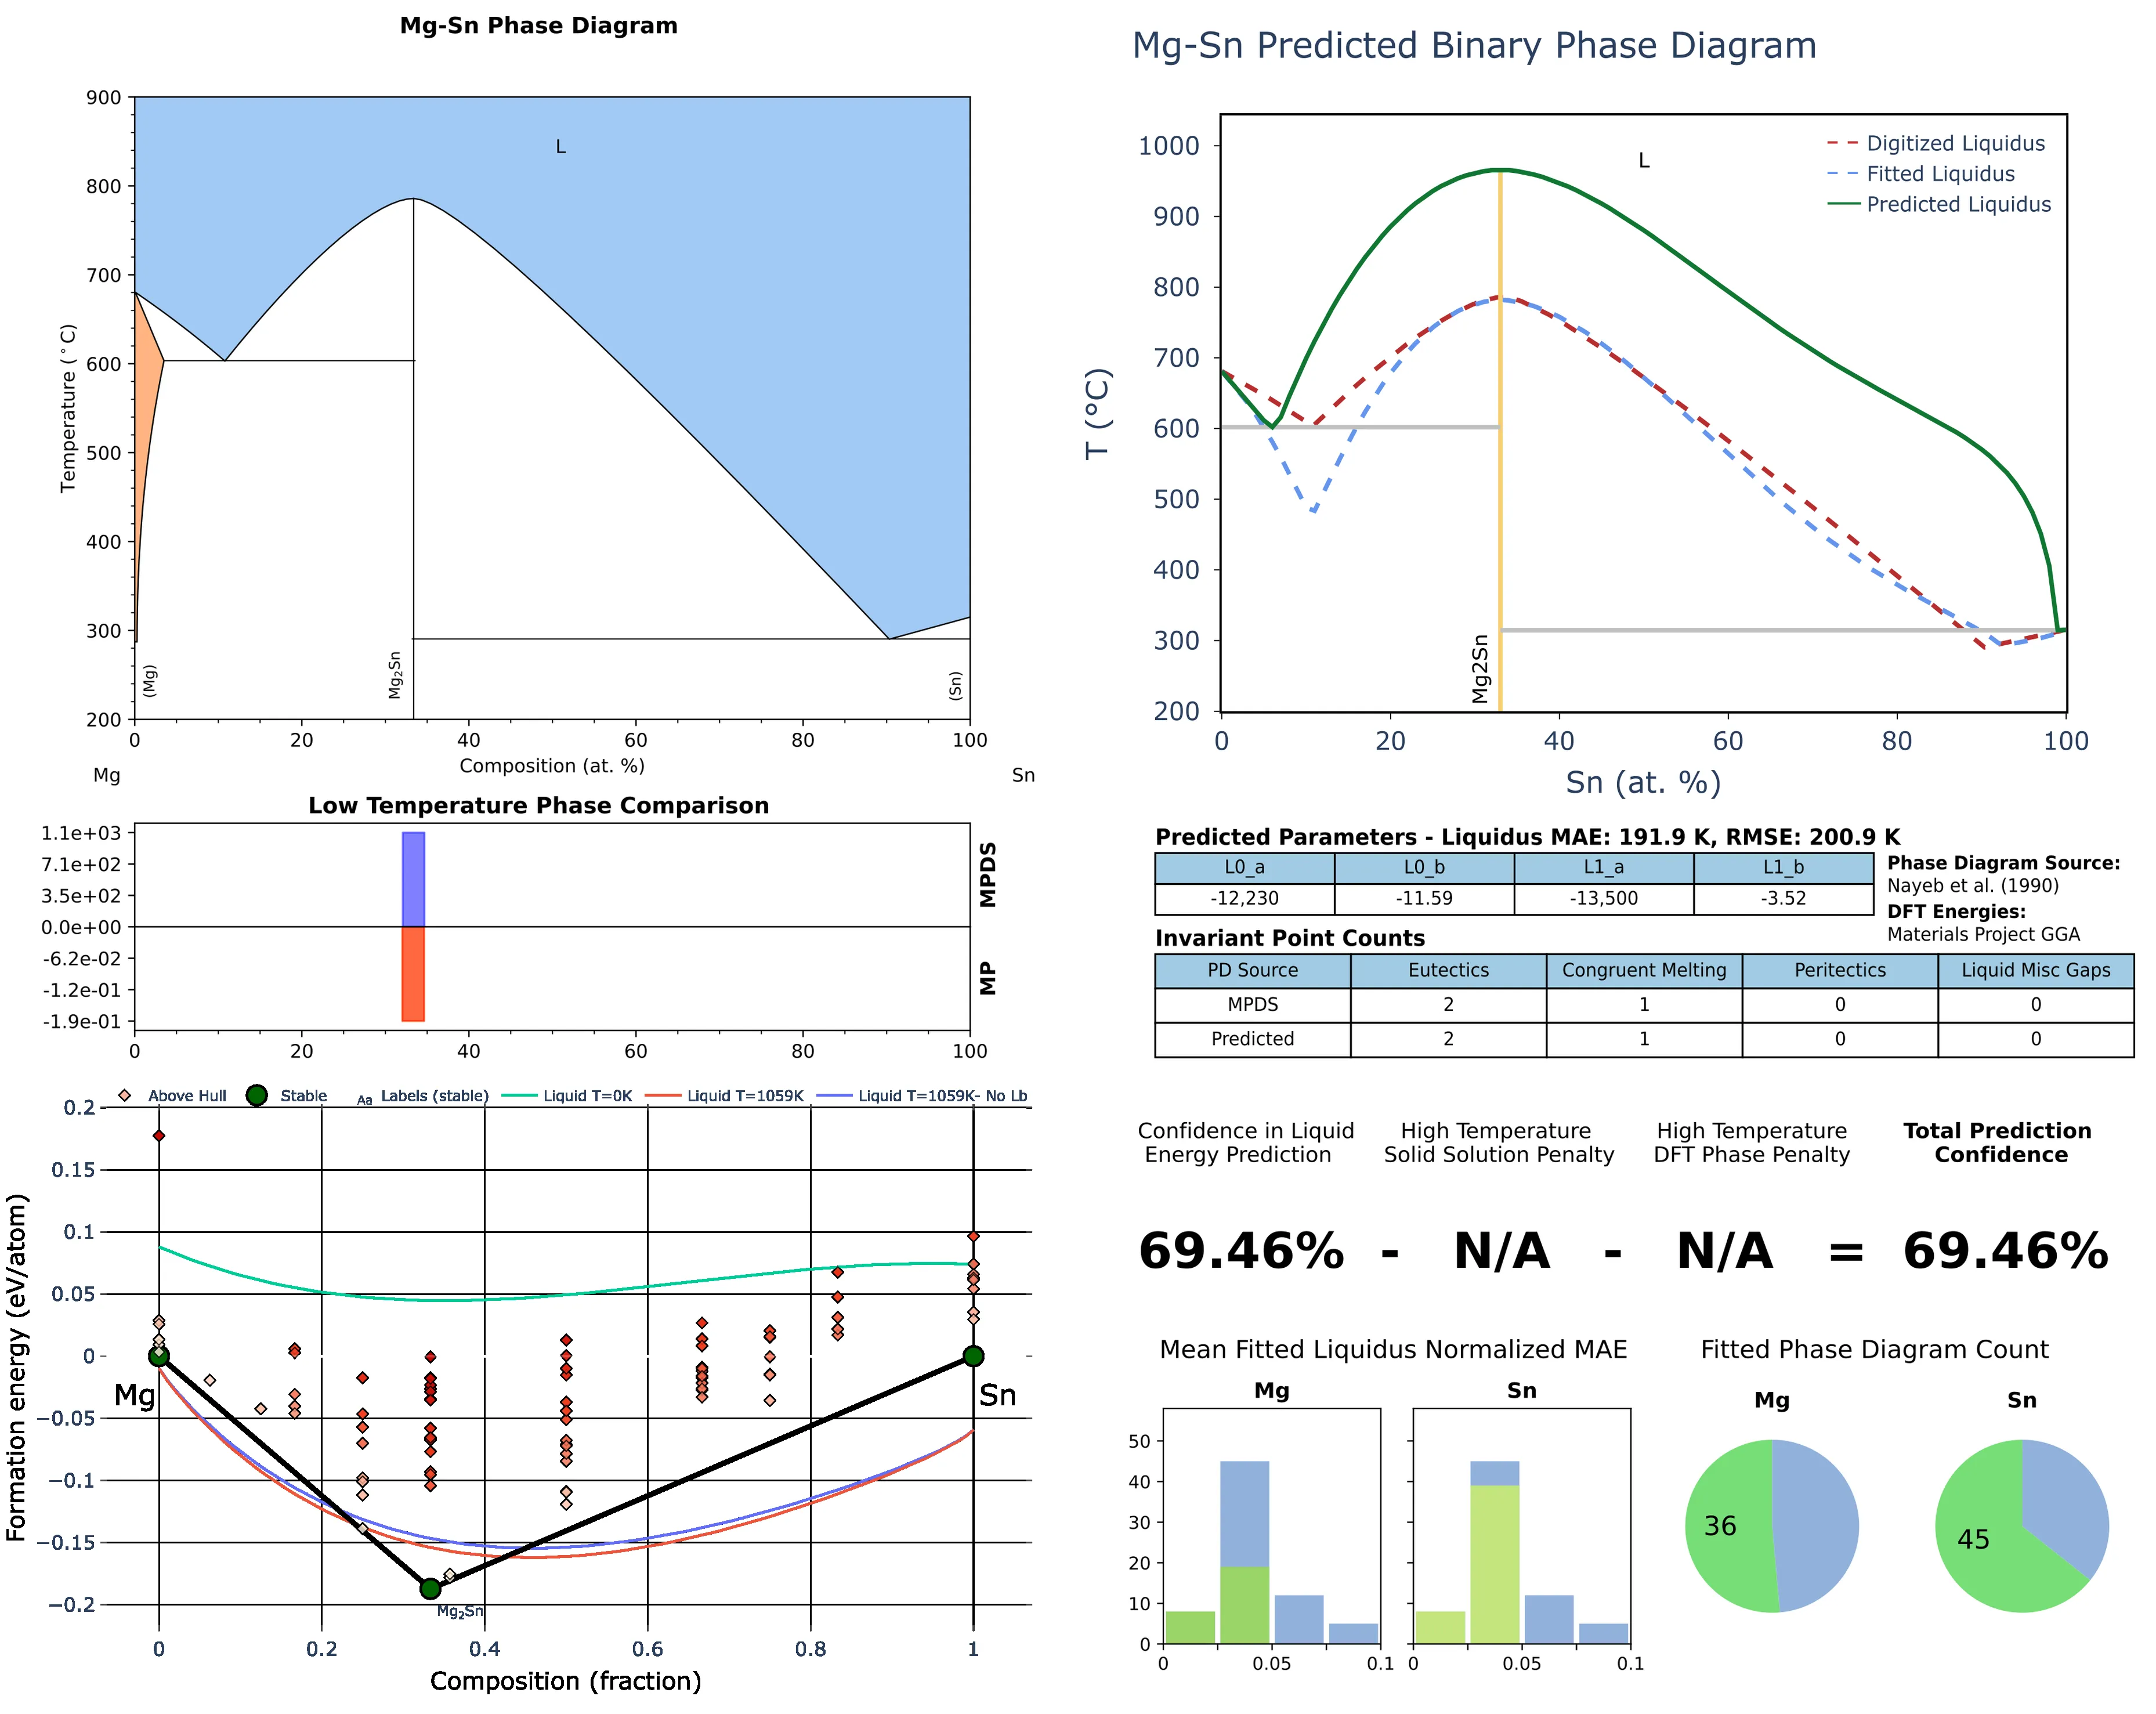 Mg-Sn Phase Diagram
900
800
700
600
500
400
300
200
Temperature (°C)
L
(Mg)
Mg₂Sn
(Sn)
0 20 40 60 80 100
Composition (at. %)
Mg Sn
Low Temperature Phase Comparison
1.1e+03
7.1e+02
3.5e+02
0.0e+00
-6.2e-02
-1.2e-01
-1.9e-01
MPDS
MP
0 20 40 60 80 100
Above Hull Stable Aa Labels (stable) Liquid T=0K Liquid T=1059K Liquid T=1059K- No Lb
0.2
0.15
0.1
0.05
0
−0.05
−0.1
−0.15
−0.2
Formation energy (eV/atom)
Mg
Sn
Mg₂Sn
0 0.2 0.4 0.6 0.8 1
Composition (fraction)
Mg-Sn Predicted Binary Phase Diagram
1000
900
800
700
600
500
400
300
200
T (°C)
L
Digitized Liquidus
Fitted Liquidus
Predicted Liquidus
Mg2Sn
0 20 40 60 80 100
Sn (at. %)
Predicted Parameters - Liquidus MAE: 191.9 K, RMSE: 200.9 K
L0_a L0_b L1_a L1_b
-12,230 -11.59 -13,500 -3.52
Phase Diagram Source:
Nayeb et al. (1990)
DFT Energies:
Materials Project GGA
Invariant Point Counts
PD Source Eutectics Congruent Melting Peritectics Liquid Misc Gaps
MPDS 2 1 0 0
Predicted 2 1 0 0
Confidence in Liquid
Energy Prediction
High Temperature
Solid Solution Penalty
High Temperature
DFT Phase Penalty
Total Prediction
Confidence
69.46% - N/A - N/A = 69.46%
Mean Fitted Liquidus Normalized MAE
Mg Sn
50
40
30
20
10
0
0 0.05 0.1 0 0.05 0.1
Fitted Phase Diagram Count
Mg Sn
36 45